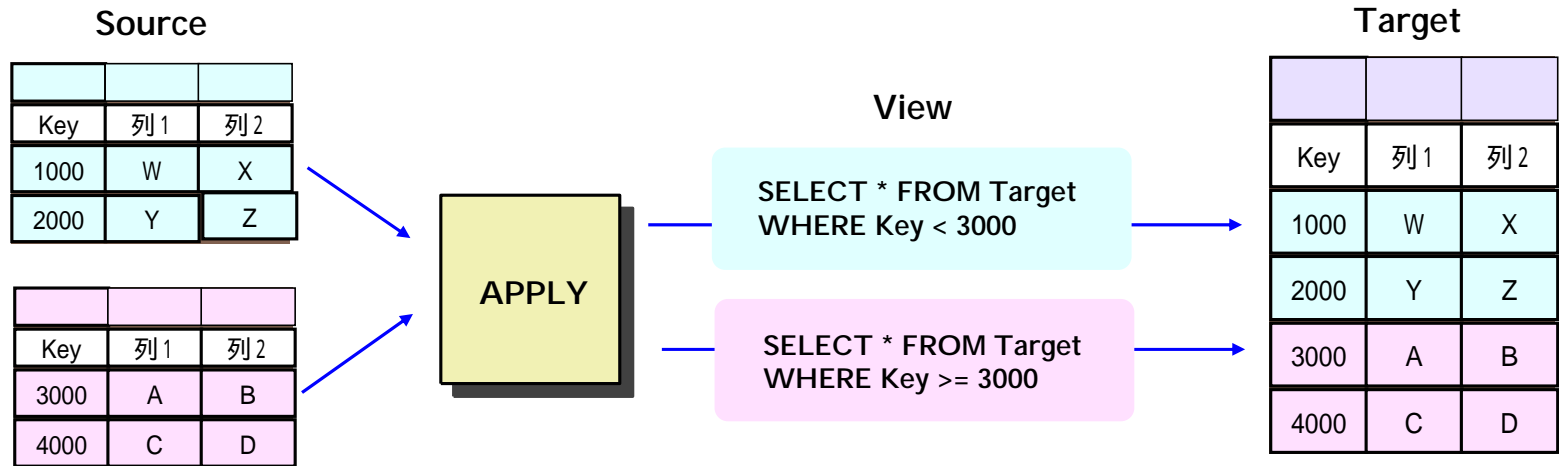 Source
Key 列1 列2
1000 W X
2000 Y Z
Key 列1 列2
3000 A B
4000 C D
APPLY
View
SELECT * FROM Target
WHERE Key < 3000
SELECT * FROM Target
WHERE Key >= 3000
Target
Key 列1 列2
1000 W X
2000 Y Z
3000 A B
4000 C D